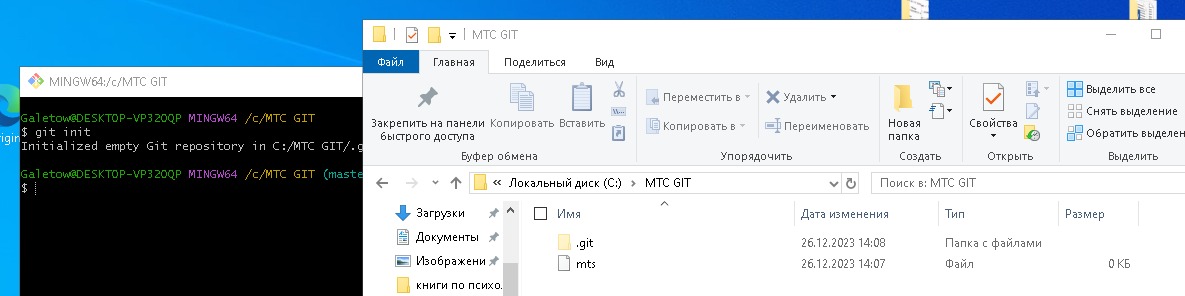 MTC GIT
Файл Главная Поделиться Вид
MINGW64:/c/MTC GIT
Galetow@DESKTOP-VP32OQP MINGW64 /c/MTC GIT
$ git init
Initialized empty Git repository in C:/MTC GIT/.g
Galetow@DESKTOP-VP32OQP MINGW64 /c/MTC GIT (maste
$
Закрепить на панели
быстрого доступа
Копировать
Вставить
Буфер обмена
Переместить в
Копировать в
Удалить
Переименовать
Упорядочить
Новая
папка
Создать
Свойства
Открыть
Выделить все
Снять выделение
Обратить выделен
Выделить
« Локальный диск (C:) > MTC GIT
Поиск в: MTC GIT
Загрузки
Документы
Изображени
книги по психо.
Имя Дата изменения Тип Размер
.git 26.12.2023 14:08 Папка с файлами
mts 26.12.2023 14:07 Файл 0 КБ